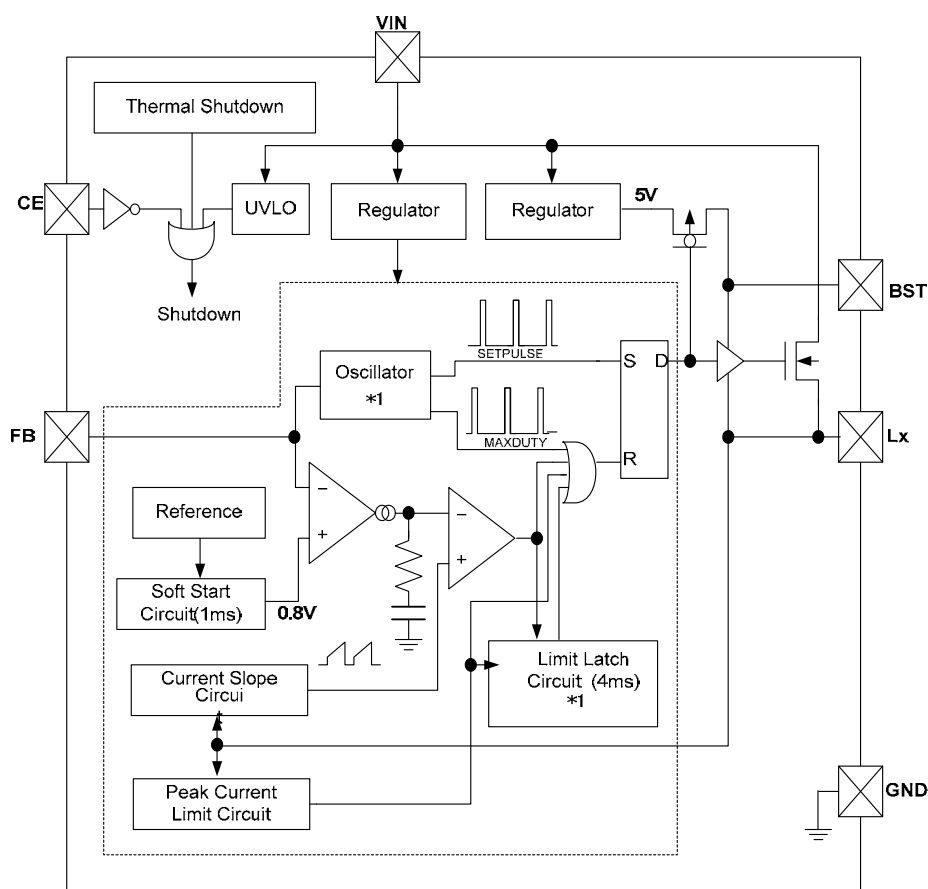 VIN
Thermal Shutdown
CE
UVLO
Regulator
Regulator
5V
BST
Shutdown
SETPULSE
Oscillator
*1
S
D
MAXDUTY
FB
Lx
R
−
+
−
+
Reference
Soft Start
Circuit(1ms)
0.8V
Limit Latch
Circuit (4ms)
*1
Current Slope
Circui
t
Peak Current
Limit Circuit
GND